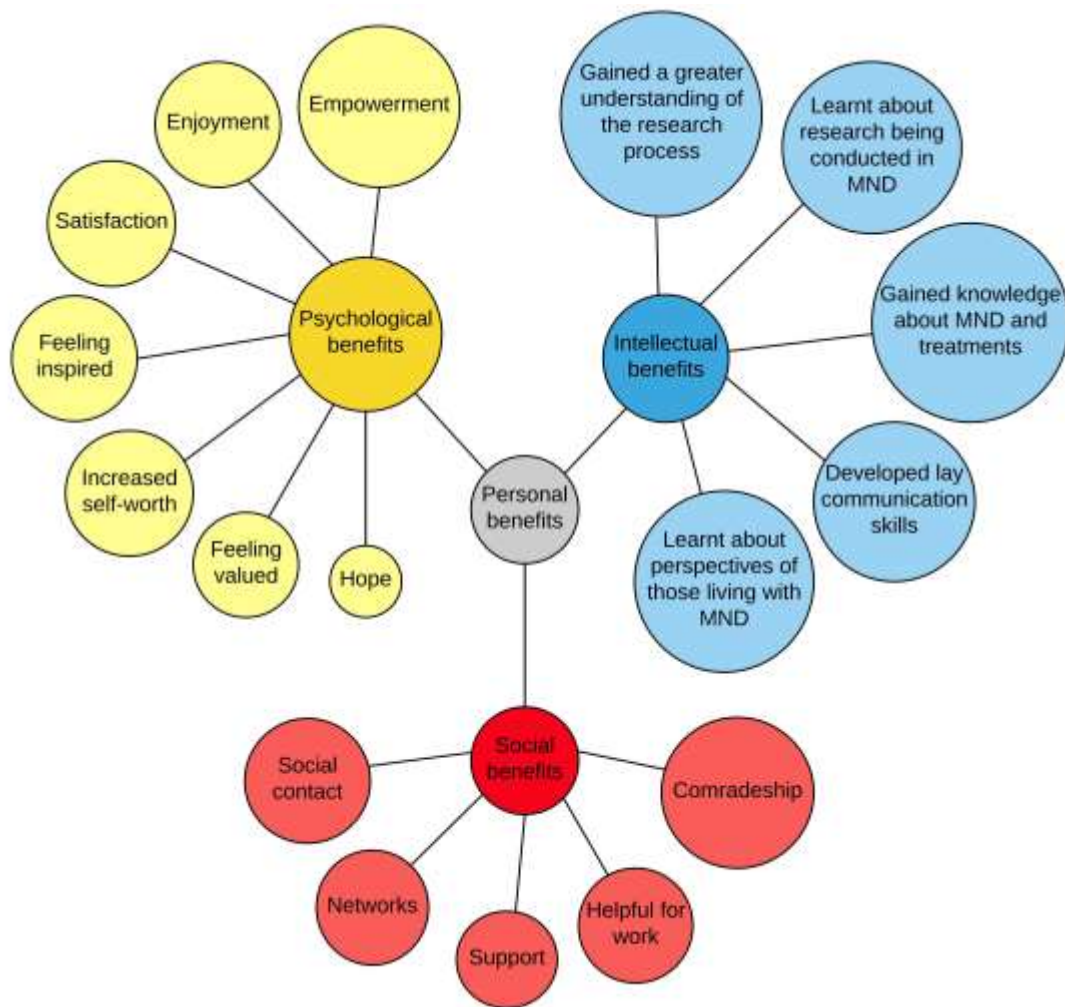 Empowerment
Enjoyment
Satisfaction
Feeling
inspired
Increased
self-worth
Feeling
valued
Hope
Psychological
benefits
Gained a greater
understanding of
the research
process
Learnt about
research being
conducted in
MND
Gained knowledge
about MND and
treatments
Developed lay
communication
skills
Learnt about
perspectives of
those living with
MND
Intellectual
benefits
Personal
benefits
Social
benefits
Social
contact
Networks
Support
Helpful for
work
Comradeship